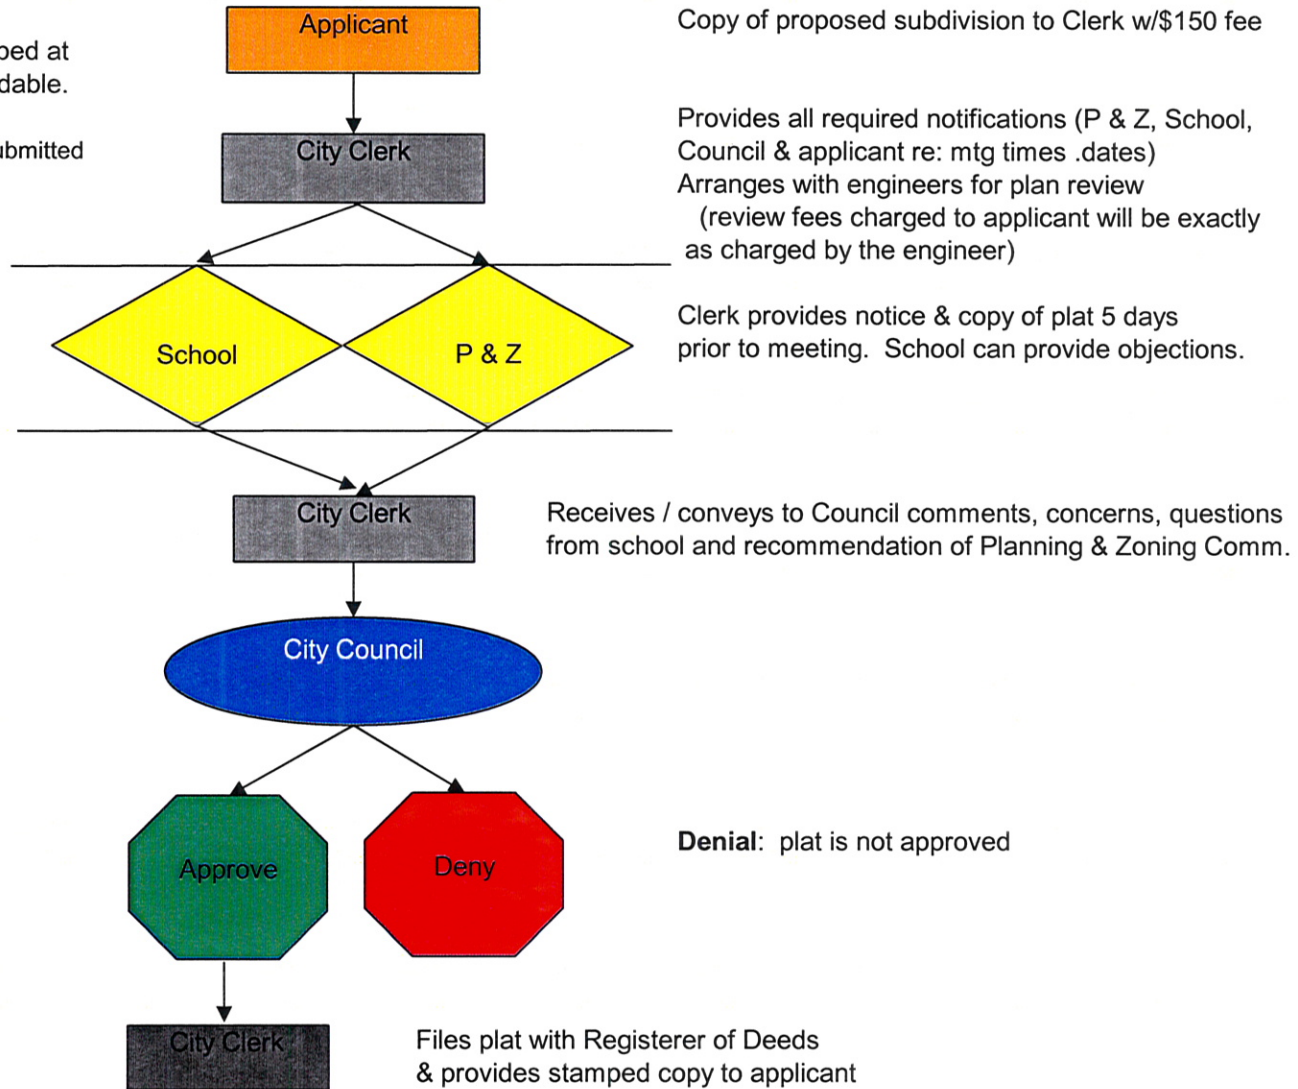 Applicant
Copy of proposed subdivision to Clerk w/$150 fee
at
City Clerk
Provides all required notifications (P & Z, School,
Council & applicant re: mtg times .dates)
Arranges with engineers for plan review
(review fees charged to applicant will be exactly
as charged by the engineer)
School
P & Z
Clerk provides notice & copy of plat 5 days
prior to meeting. School can provide objections.
City Clerk
Receives / conveys to Council comments, concerns, questions
from school and recommendation of Planning & Zoning Comm.
City Council
Approve
Deny
Denial: plat is not approved
City Clerk
Files plat with Registerer of Deeds
& provides stamped copy to applicant